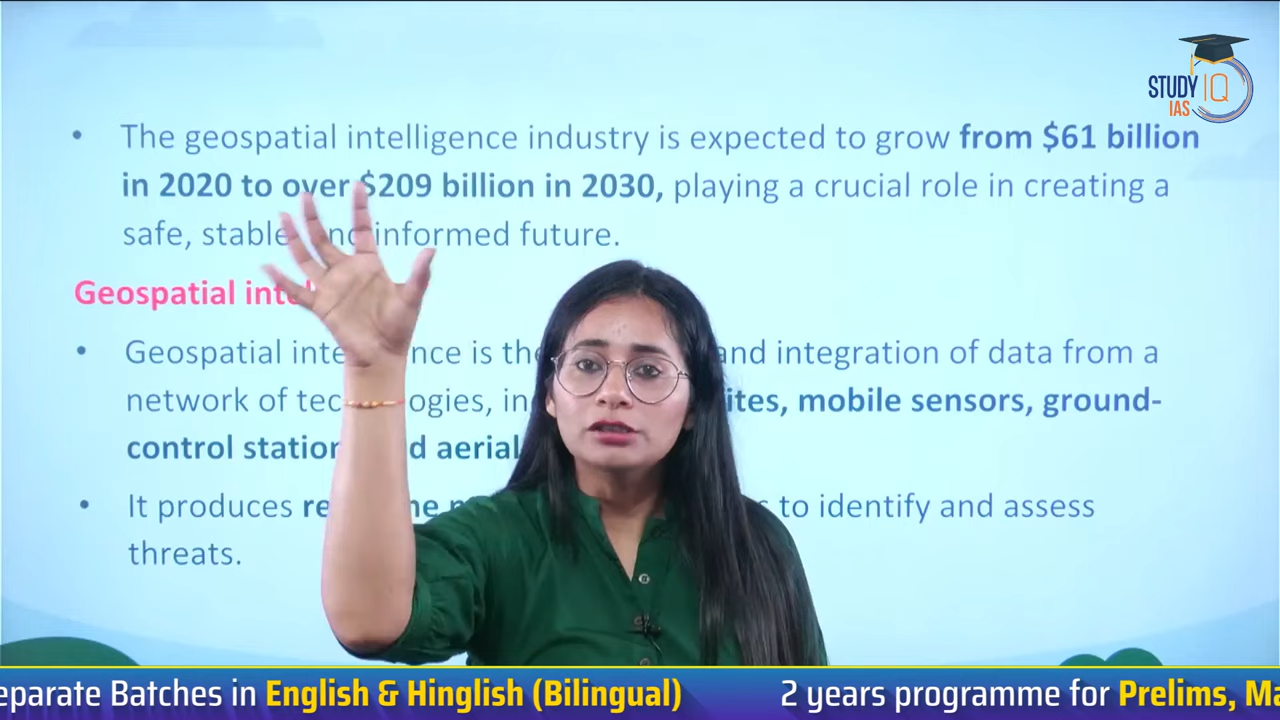 STUDY IQ
IAS
• The geospatial intelligence industry is expected to grow from $61 billion
in 2020 to over $209 billion in 2030, playing a crucial role in creating a
safe, stable informed future.
Geospatial
• Geospatial is the and integration of data from a
network of mobile sensors, ground-
control aerial
• It produces to identify and assess
threats.
Batches in English & Hinglish (Bilingual) 2 years programme for Prelims,